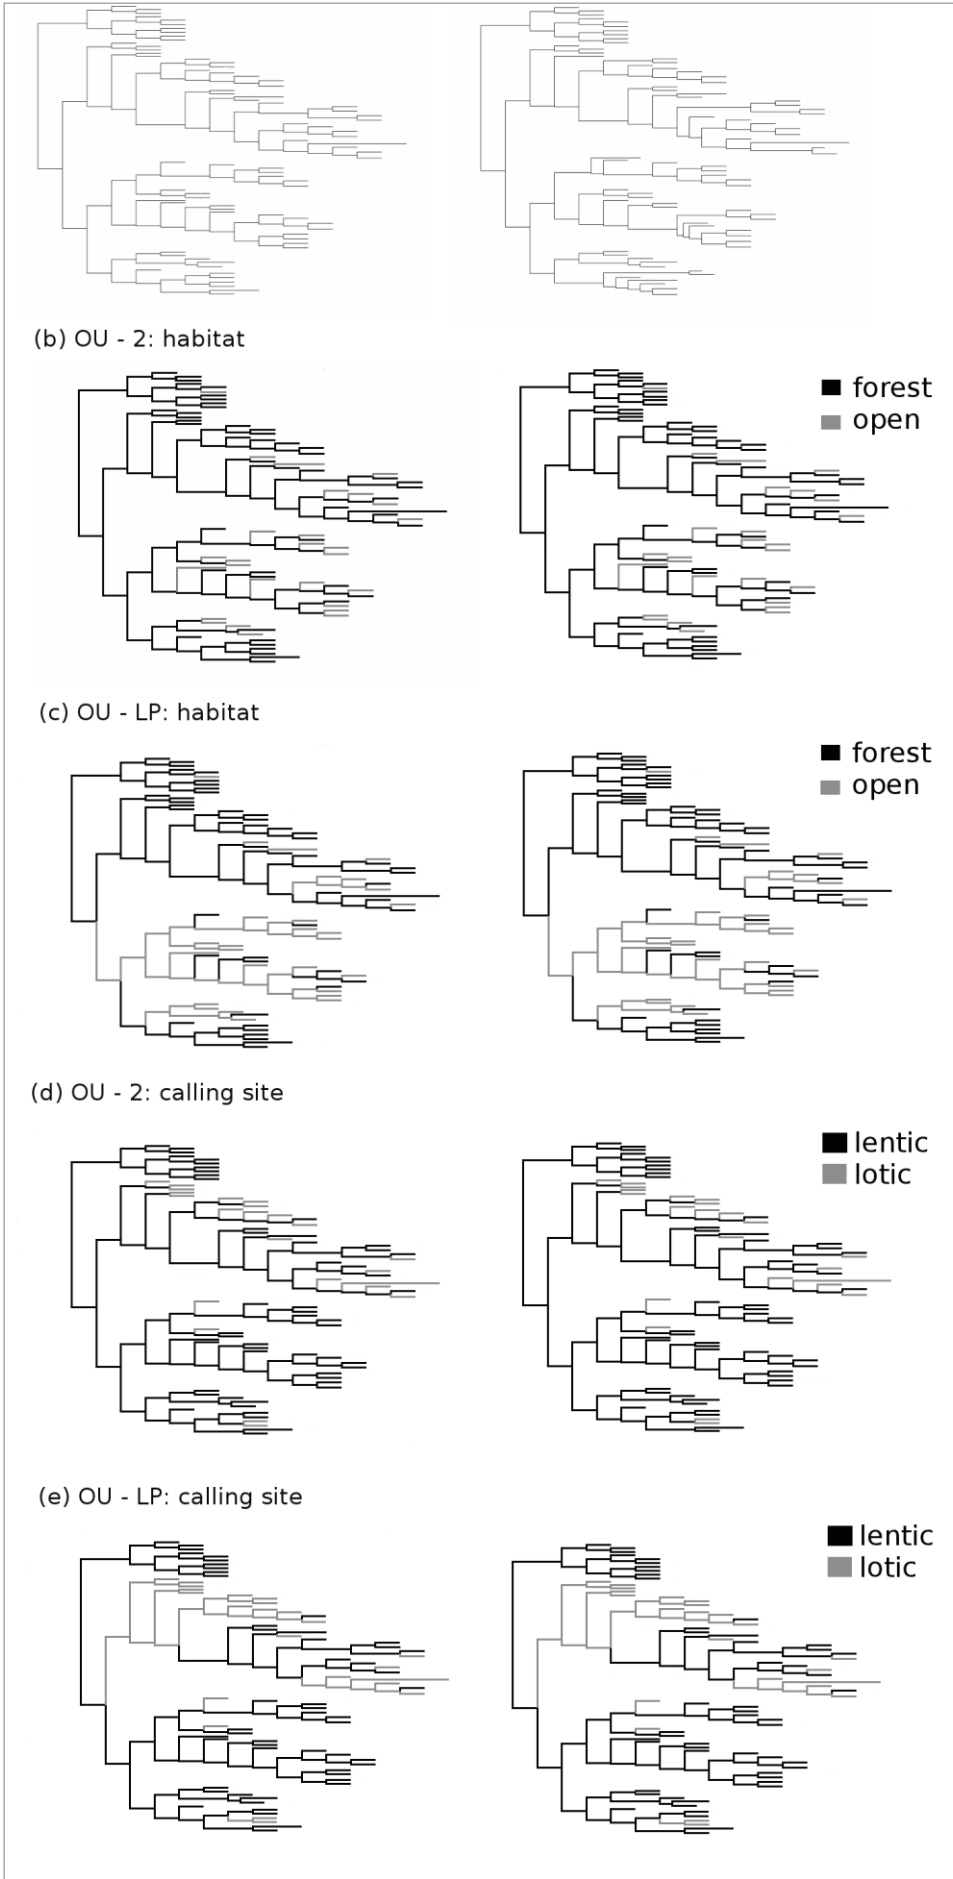 (b) OU - 2: habitat
forest
open
(c) OU - LP: habitat
forest
open
(d) OU - 2: calling site
lentic
lotic
(e) OU - LP: calling site
lentic
lotic